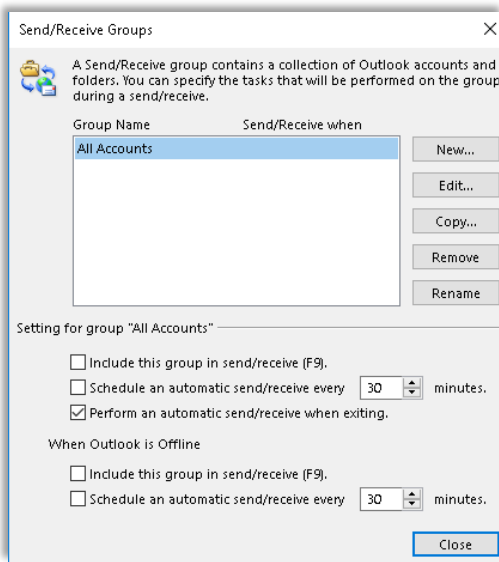 Send/Receive Groups
A Send/Receive group contains a collection of Outlook accounts and
folders. You can specify the tasks that will be performed on the group
during a send/receive.
Group Name Send/Receive when
All Accounts
New...
Edit...
Copy...
Remove
Rename
Setting for group "All Accounts"
Include this group in send/receive (F9).
Schedule an automatic send/receive every 30 minutes.
Perform an automatic send/receive when exiting.
When Outlook is Offline
Include this group in send/receive (F9).
Schedule an automatic send/receive every 30 minutes.
Close